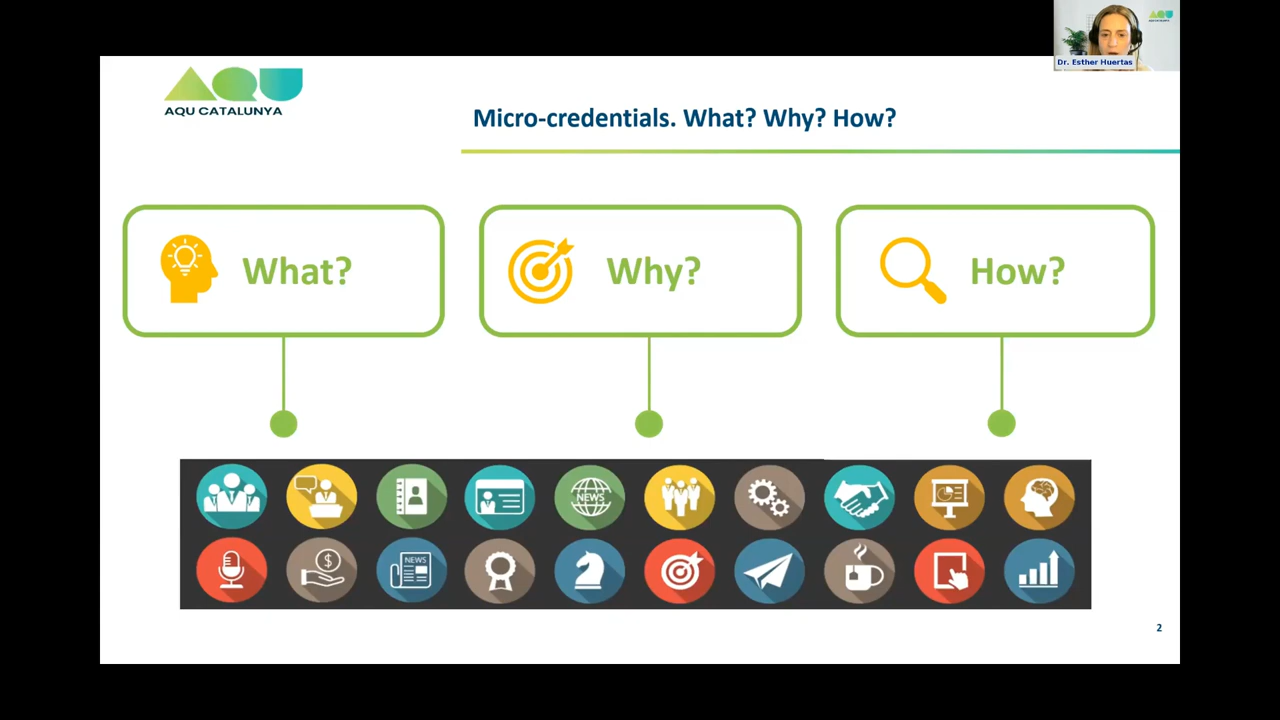 Dr. Esther Huertas
AQU CATALUNYA
Micro-credentials. What? Why? How?
What?
Why?
How?
NEWS
NEWS
2